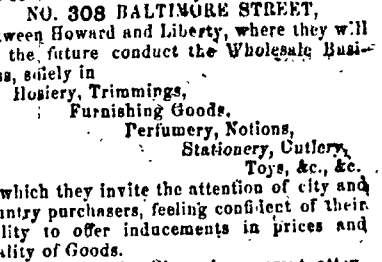 NO. 308 BALTIMORE STREET,
tween Howard and Liberty, where they will
the future conduct the Wholesale Busi-
ss, solely in
Hosiery, Trimmings,
Furnishing Goods,
Perfumery, Notions,
Stationery, Cutlery,
Toys, &c., &c.
which they invite the attention of city and
untry purchasers, feeling confident of their
lity to offer inducements in prices and
ality of Goods.